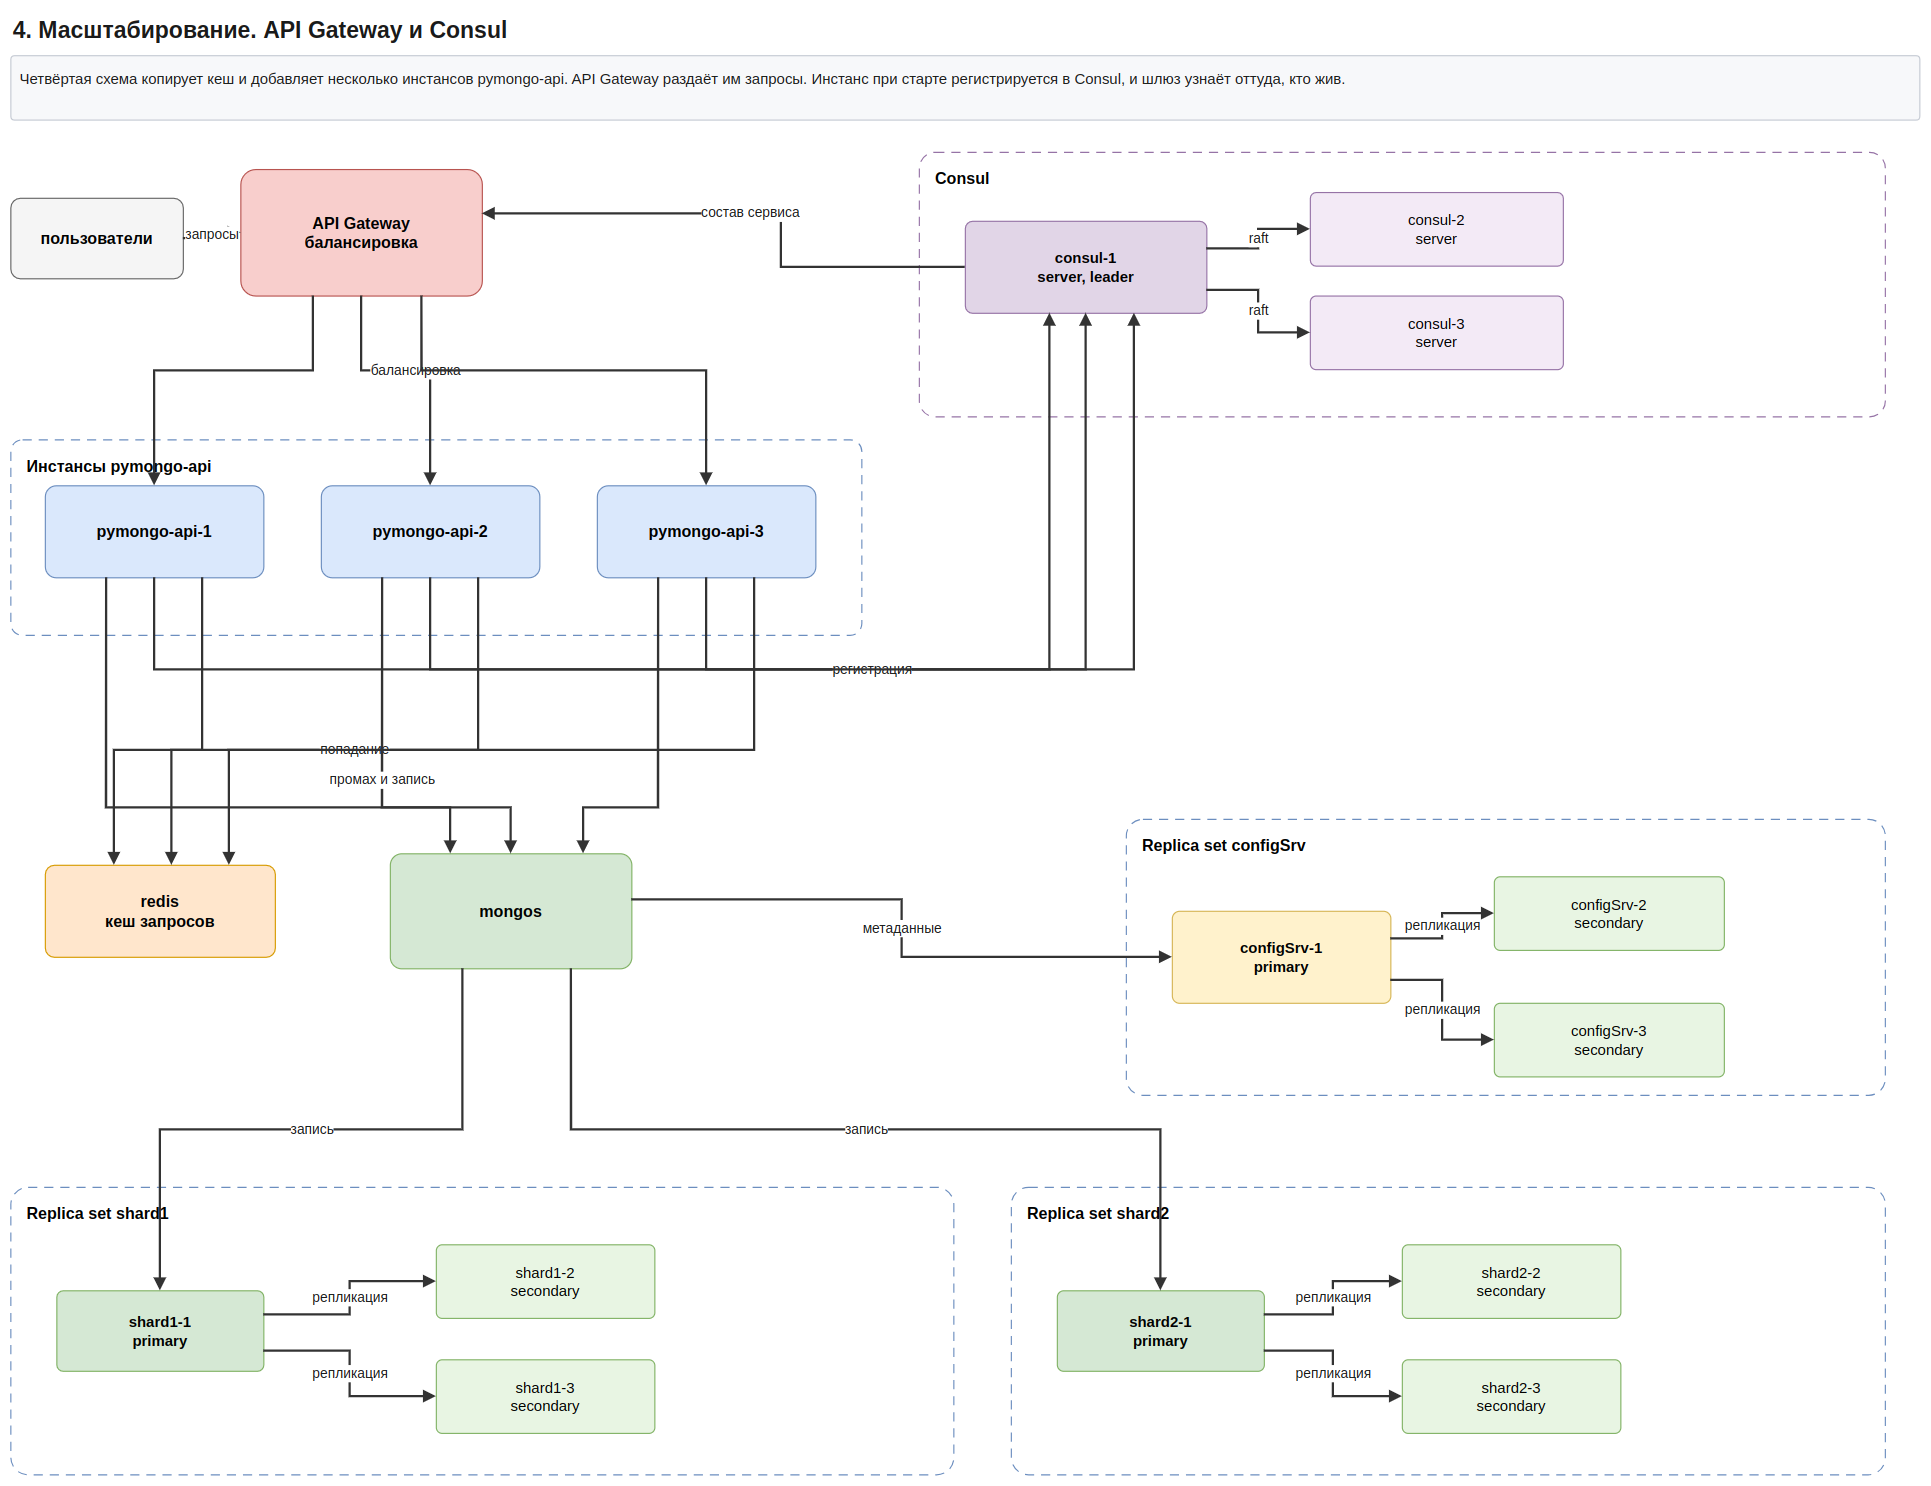 4. Масштабирование. API Gateway и Consul
Четвёртая схема копирует кеш и добавляет несколько инстансов pymongo-api. API Gateway раздаёт им запросы. Инстанс при старте регистрируется в Consul, и шлюз узнаёт оттуда, кто жив.
пользователи
запросы
API Gateway
балансировка
состав сервиса
Consul
consul-1
server, leader
raft
raft
consul-2
server
consul-3
server
балансировка
Инстансы pymongo-api
pymongo-api-1
pymongo-api-2
pymongo-api-3
регистрация
попадание
промах и запись
redis
кеш запросов
mongos
метаданные
Replica set configSrv
configSrv-1
primary
репликация
репликация
configSrv-2
secondary
configSrv-3
secondary
запись
запись
Replica set shard1
shard1-1
primary
репликация
репликация
shard1-2
secondary
shard1-3
secondary
Replica set shard2
shard2-1
primary
репликация
репликация
shard2-2
secondary
shard2-3
secondary